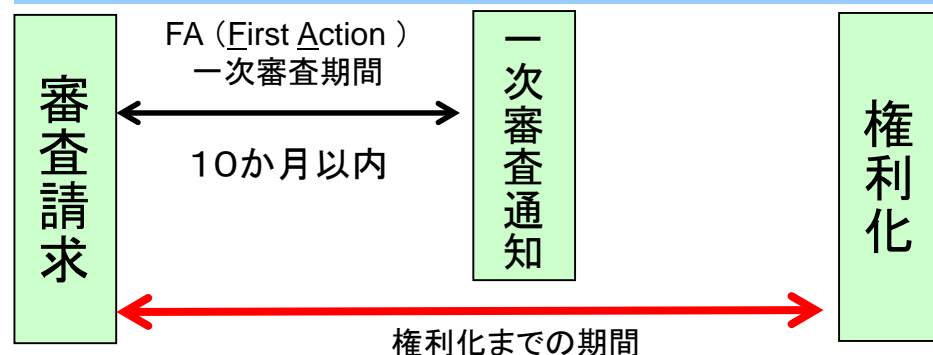 審査請求
FA（First Action ）
一次審査期間
10か月以内
一次審査通知
権利化
権利化までの期間